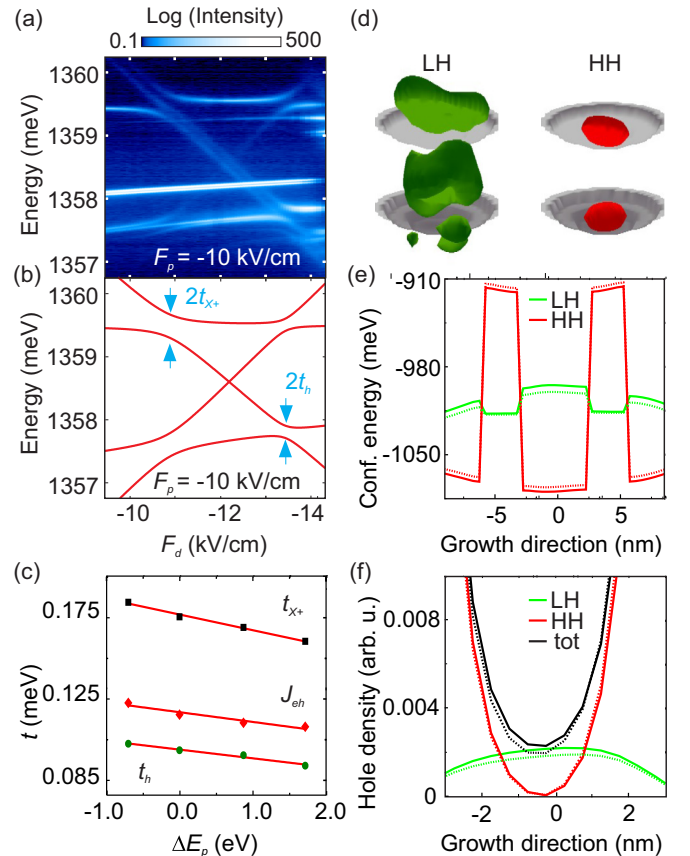 (a)
Log (Intensity)
0.1
500
Energy (meV)
1360
1359
1358
1357
F_p = -10 kV/cm
(b)
Energy (meV)
1360
1359
1358
1357
2t_X+
2t_h
F_p = -10 kV/cm
-10
-12
-14
F_d (kV/cm)
(c)
t (meV)
0.175
0.125
0.085
t_X+
J_eh
t_h
-1.0
0.0
1.0
2.0
ΔE_p (eV)
(d)
LH
HH
(e)
Conf. energy (meV)
-910
-980
-1050
LH
HH
-5
0
5
Growth direction (nm)
(f)
Hole density (arb. u.)
0.008
0.004
0
LH
HH
tot
-2
0
2
Growth direction (nm)